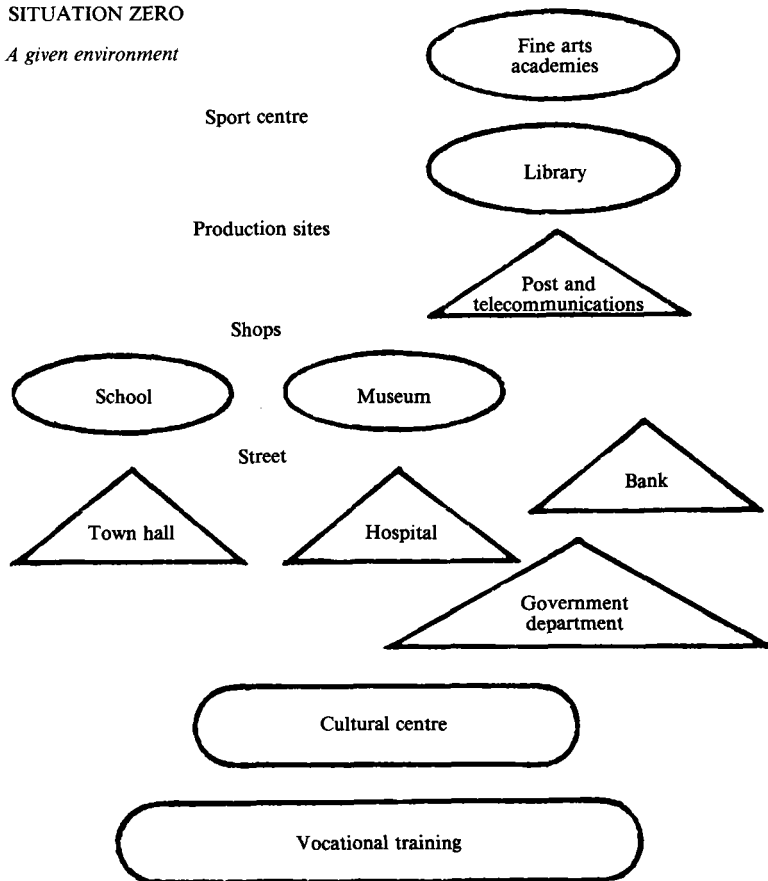 SITUATION ZERO
A given environment
Fine arts
academies
Sport centre
Library
Production sites
Post and
telecommunications
Shops
School
Museum
Street
Bank
Town hall
Hospital
Government
department
Cultural centre
Vocational training